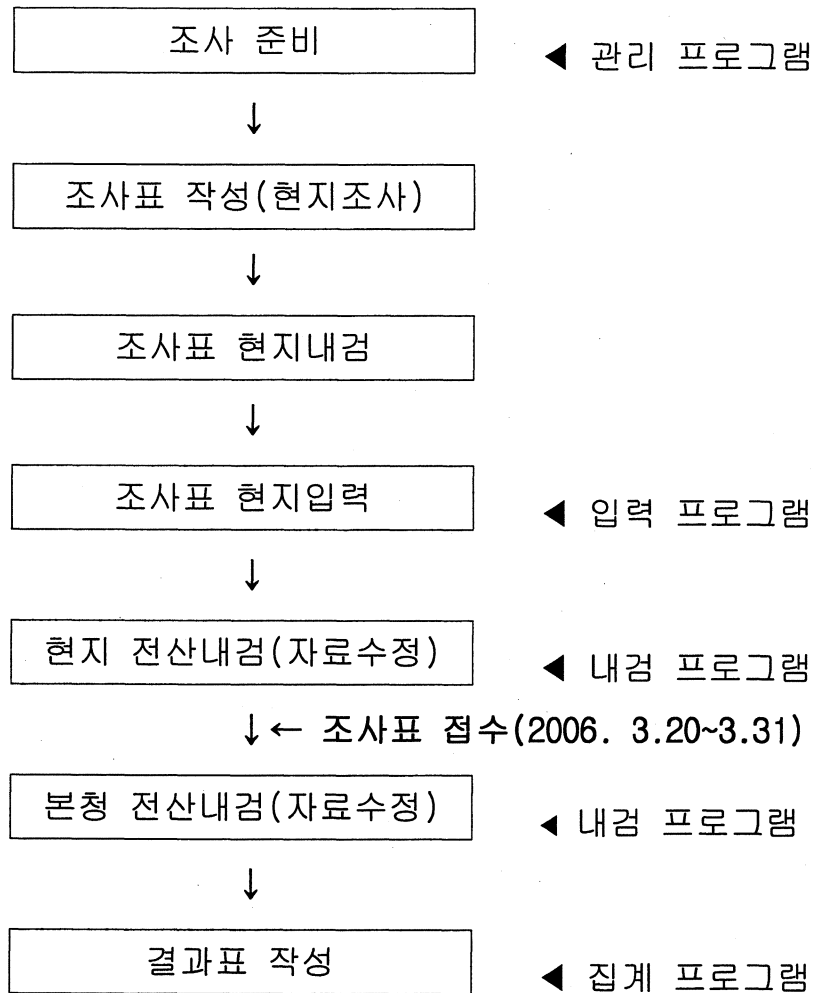 조사 준비 ◀ 관리 프로그램
↓
조사표 작성(현지조사)
↓
조사표 현지내검
↓
조사표 현지입력 ◀ 입력 프로그램
↓
현지 전산내검(자료수정) ◀ 내검 프로그램
↓← 조사표 접수(2006. 3.20~3.31)
본청 전산내검(자료수정) ◀ 내검 프로그램
↓
결과표 작성 ◀ 집계 프로그램